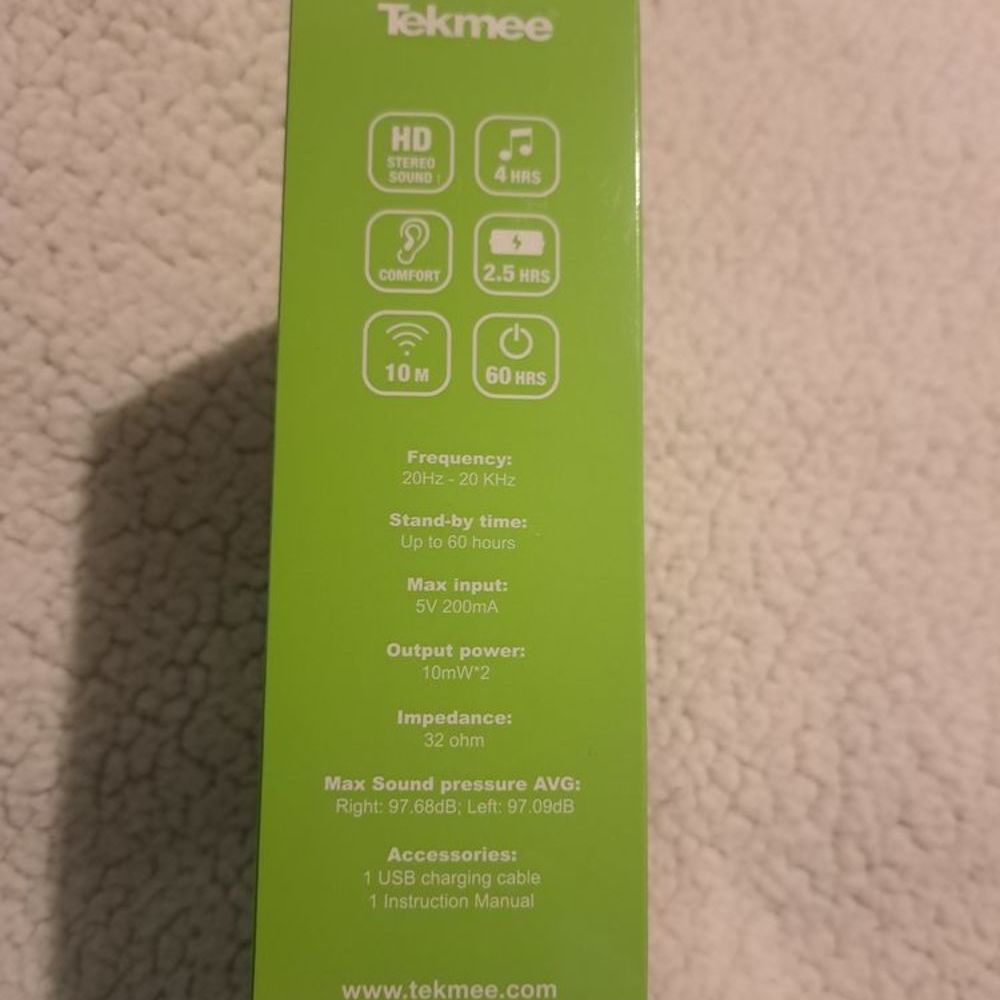 Tekmee
HD
STEREO
SOUND
4 HRS
COMFORT
2.5 HRS
10 M
60 HRS
Frequency:
20Hz - 20 KHz
Stand-by time:
Up to 60 hours
Max input:
5V 200mA
Output power:
10mW*2
Impedance:
32 ohm
Max Sound pressure AVG:
Right: 97.68dB; Left: 97.09dB
Accessories:
1 USB charging cable
1 Instruction Manual
www.tekmee.com